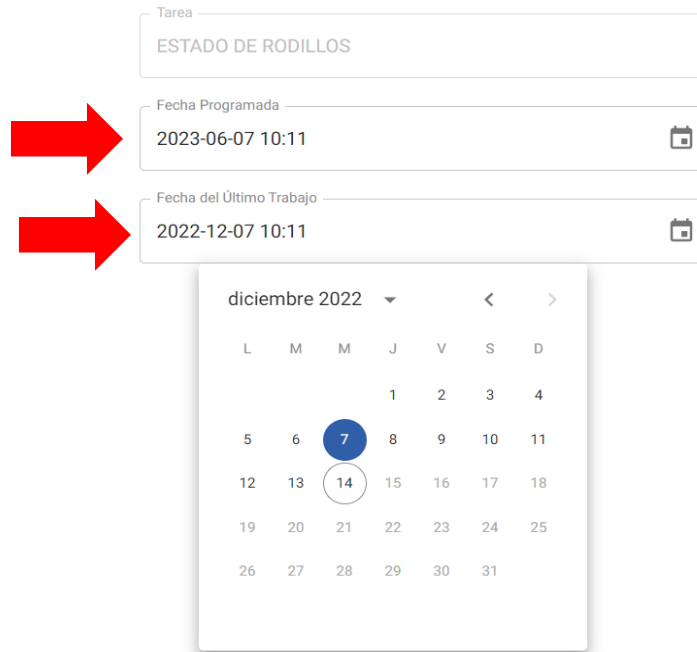 Tarea
ESTADO DE RODILLOS
Fecha Programada
2023-06-07 10:11
Fecha del Último Trabajo
2022-12-07 10:11
diciembre 2022
L M M J V S D
1 2 3 4
5 6 7 8 9 10 11
12 13 14 15 16 17 18
19 20 21 22 23 24 25
26 27 28 29 30 31